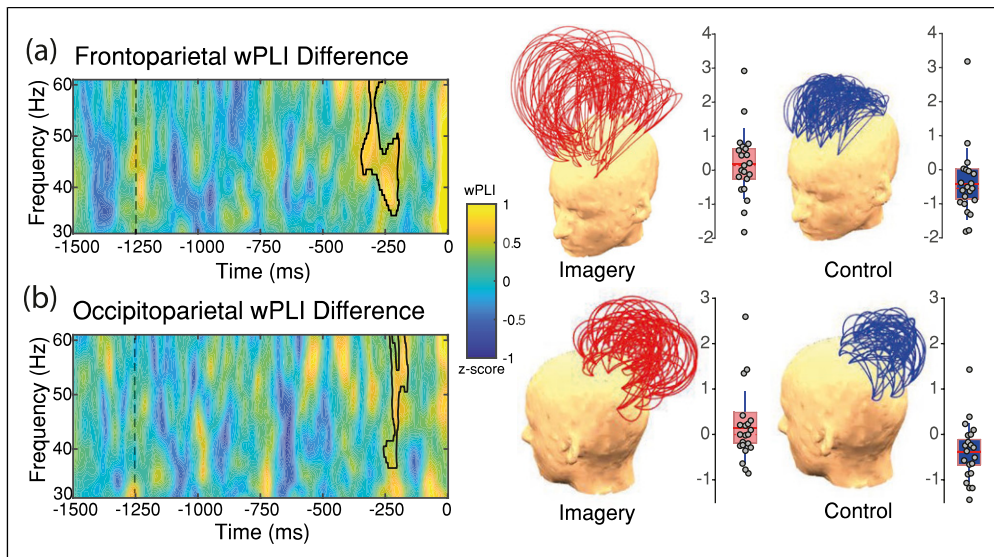 (a) Frontoparietal wPLI Difference
Frequency (Hz)
60
50
40
30
-1500 -1250 -1000 -750 -500 -250 0
Time (ms)
wPLI
1
0.5
0
-0.5
-1
z-score
Imagery
4
3
2
1
0
-1
-2
Control
4
3
2
1
0
-1
-2
(b) Occipitoparietal wPLI Difference
Frequency (Hz)
60
50
40
30
-1500 -1250 -1000 -750 -500 -250 0
Time (ms)
Imagery
3
2
1
0
-1
Control
3
2
1
0
-1